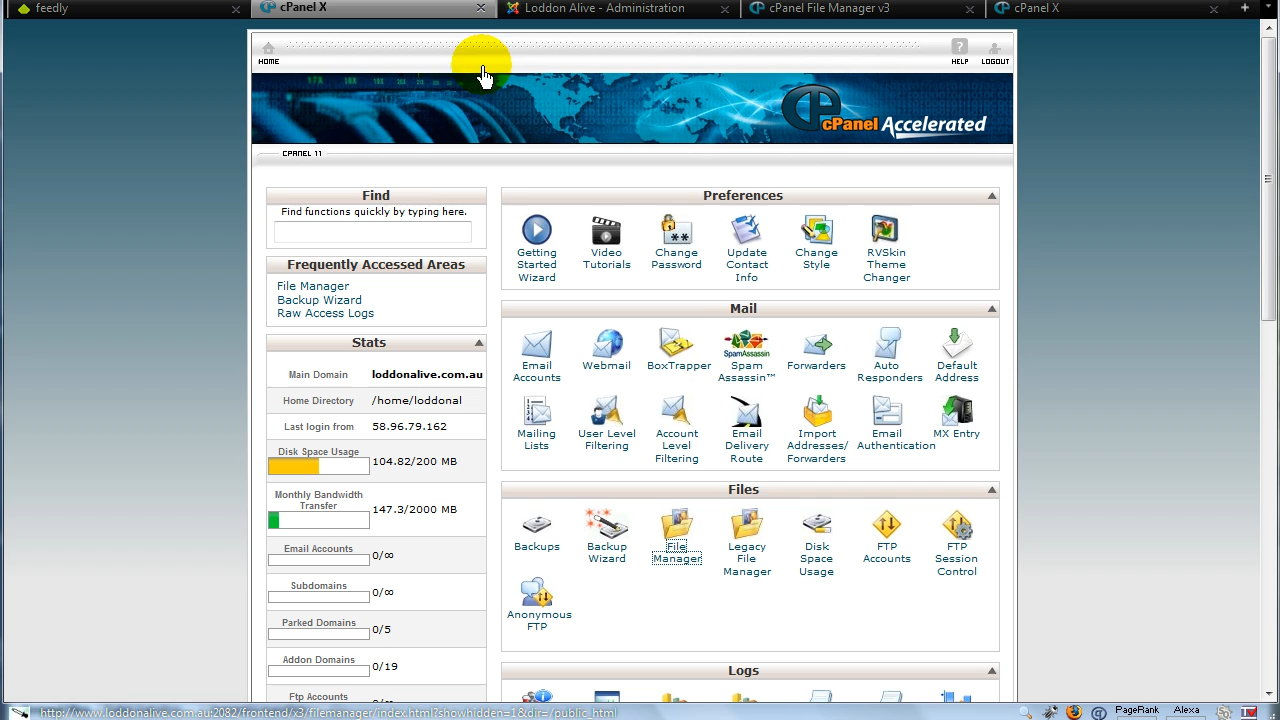 feedly
cPanel X
Loddon Alive - Administration
cPanel File Manager v3
cPanel X
HOME
HELP
LOGOUT
cPanel Accelerated
CPANEL 11
Find
Find functions quickly by typing here.
Frequently Accessed Areas
File Manager
Backup Wizard
Raw Access Logs
Stats
Main Domain loddonalive.com.au
Home Directory /home/loddonal
Last login from 58.96.79.162
Disk Space Usage 104.82/200 MB
Monthly Bandwidth
Transfer 147.3/2000 MB
Email Accounts 0/∞
Subdomains 0/∞
Parked Domains 0/5
Addon Domains 0/19
Ftp Accounts
Preferences
Getting
Started
Wizard
Video
Tutorials
Change
Password
Update
Contact
Info
Change
Style
RVSkin
Theme
Changer
Mail
Email
Accounts
Webmail
BoxTrapper
SPAMASSASSIN
Spam
Assassin™
Forwarders
Auto
Responders
Default
Address
Mailing
Lists
User Level
Filtering
Account
Level
Filtering
Email
Delivery
Route
Import
Addresses/
Forwarders
Email
Authentication
MX Entry
Files
Backups
Backup
Wizard
File
Manager
Legacy
File
Manager
Disk
Space
Usage
FTP
Accounts
FTP
Session
Control
Anonymous
FTP
Logs
http://www.loddonalive.com.au:2082/frontend/x3/filemanager/index.html?showhidden=1&dir=/public_html
PageRank
Alexa